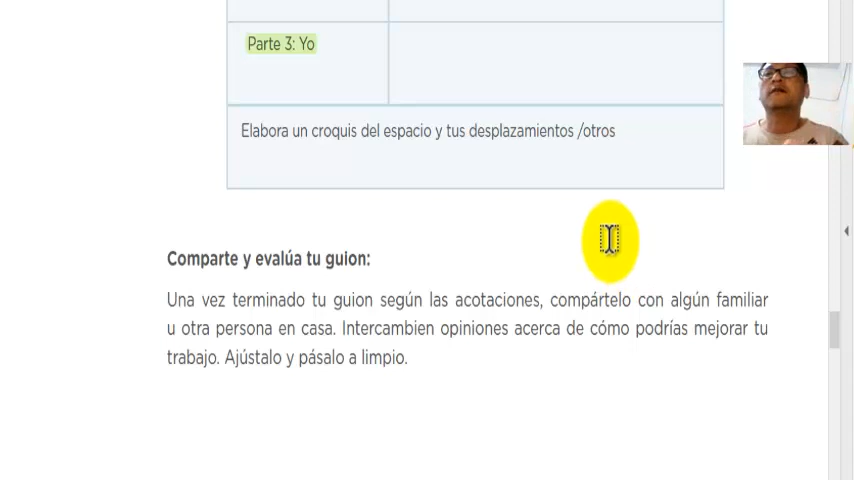 Parte 3: Yo
Elabora un croquis del espacio y tus desplazamientos /otros
Comparte y evalúa tu guion:
Una vez terminado tu guion según las acotaciones, compártelo con algún familiar
u otra persona en casa. Intercambien opiniones acerca de cómo podrías mejorar tu
trabajo. Ajústalo y pásalo a limpio.